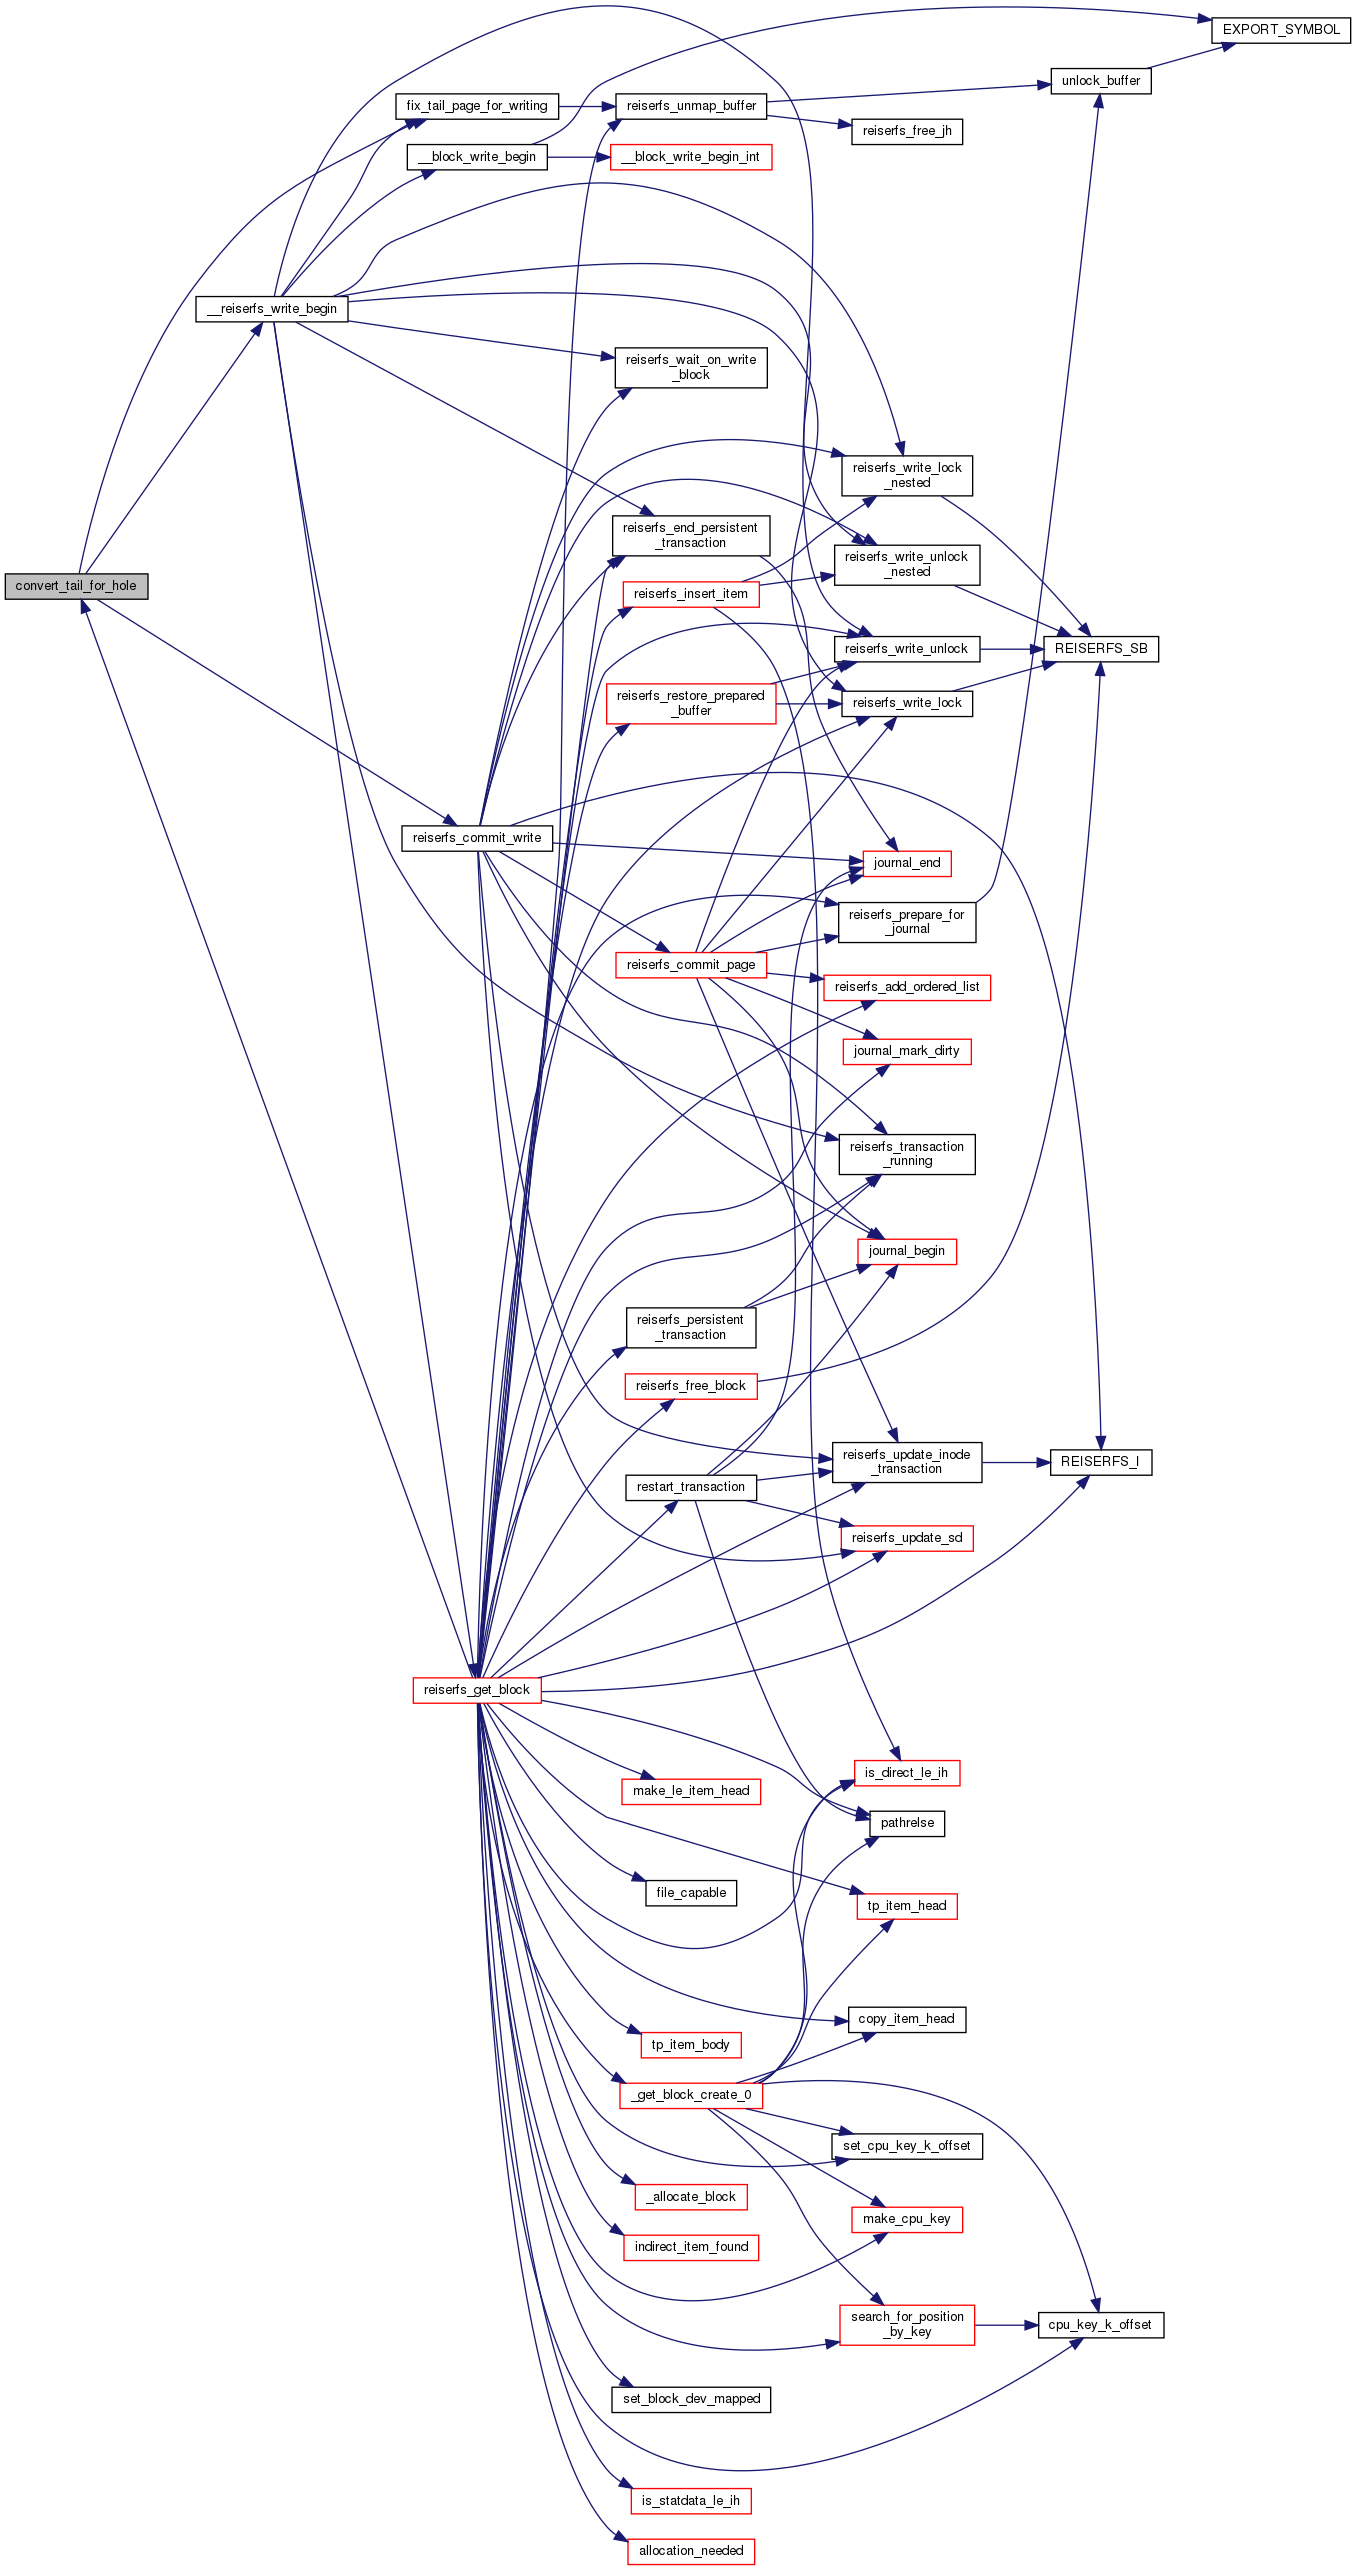 EXPORT_SYMBOL
unlock_buffer
fix_tail_page_for_writing
reiserfs_unmap_buffer
reiserfs_free_jh
__block_write_begin
__block_write_begin_int
__reiserfs_write_begin
reiserfs_wait_on_write
_block
reiserfs_write_lock
_nested
reiserfs_end_persistent
_transaction
reiserfs_write_unlock
_nested
convert_tail_for_hole
reiserfs_insert_item
reiserfs_write_unlock
REISERFS_SB
reiserfs_restore_prepared
_buffer
reiserfs_write_lock
reiserfs_commit_write
journal_end
reiserfs_prepare_for
_journal
reiserfs_commit_page
reiserfs_add_ordered_list
journal_mark_dirty
reiserfs_transaction
_running
journal_begin
reiserfs_persistent
_transaction
reiserfs_free_block
reiserfs_update_inode
_transaction
REISERFS_I
restart_transaction
reiserfs_update_sd
reiserfs_get_block
is_direct_le_ih
make_le_item_head
pathrelse
file_capable
tp_item_head
copy_item_head
tp_item_body
_get_block_create_0
set_cpu_key_k_offset
_allocate_block
make_cpu_key
indirect_item_found
search_for_position
_by_key
cpu_key_k_offset
set_block_dev_mapped
is_statdata_le_ih
allocation_needed